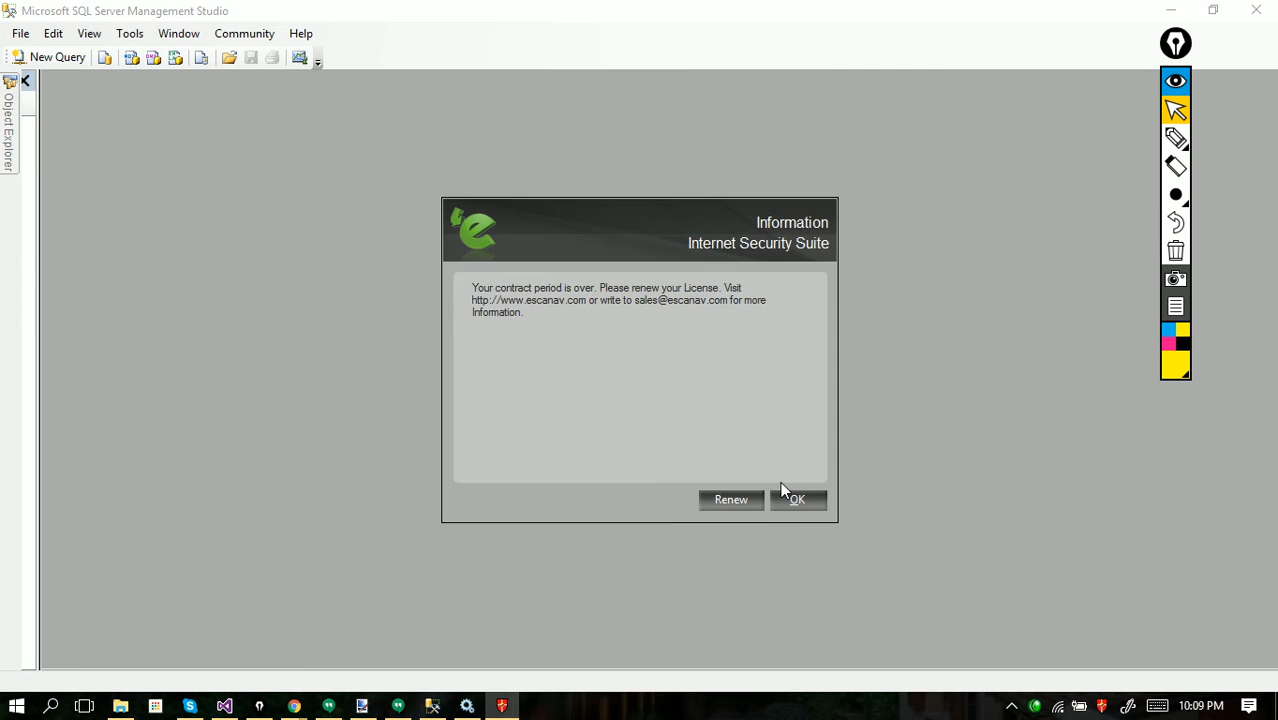 Microsoft SQL Server Management Studio
File Edit View Tools Window Community Help
New Query
Object Explorer
Information
Internet Security Suite
Your contract period is over. Please renew your License. Visit
http://www.escanav.com or write to sales@escanav.com for more
Information.
Renew OK
10:09 PM